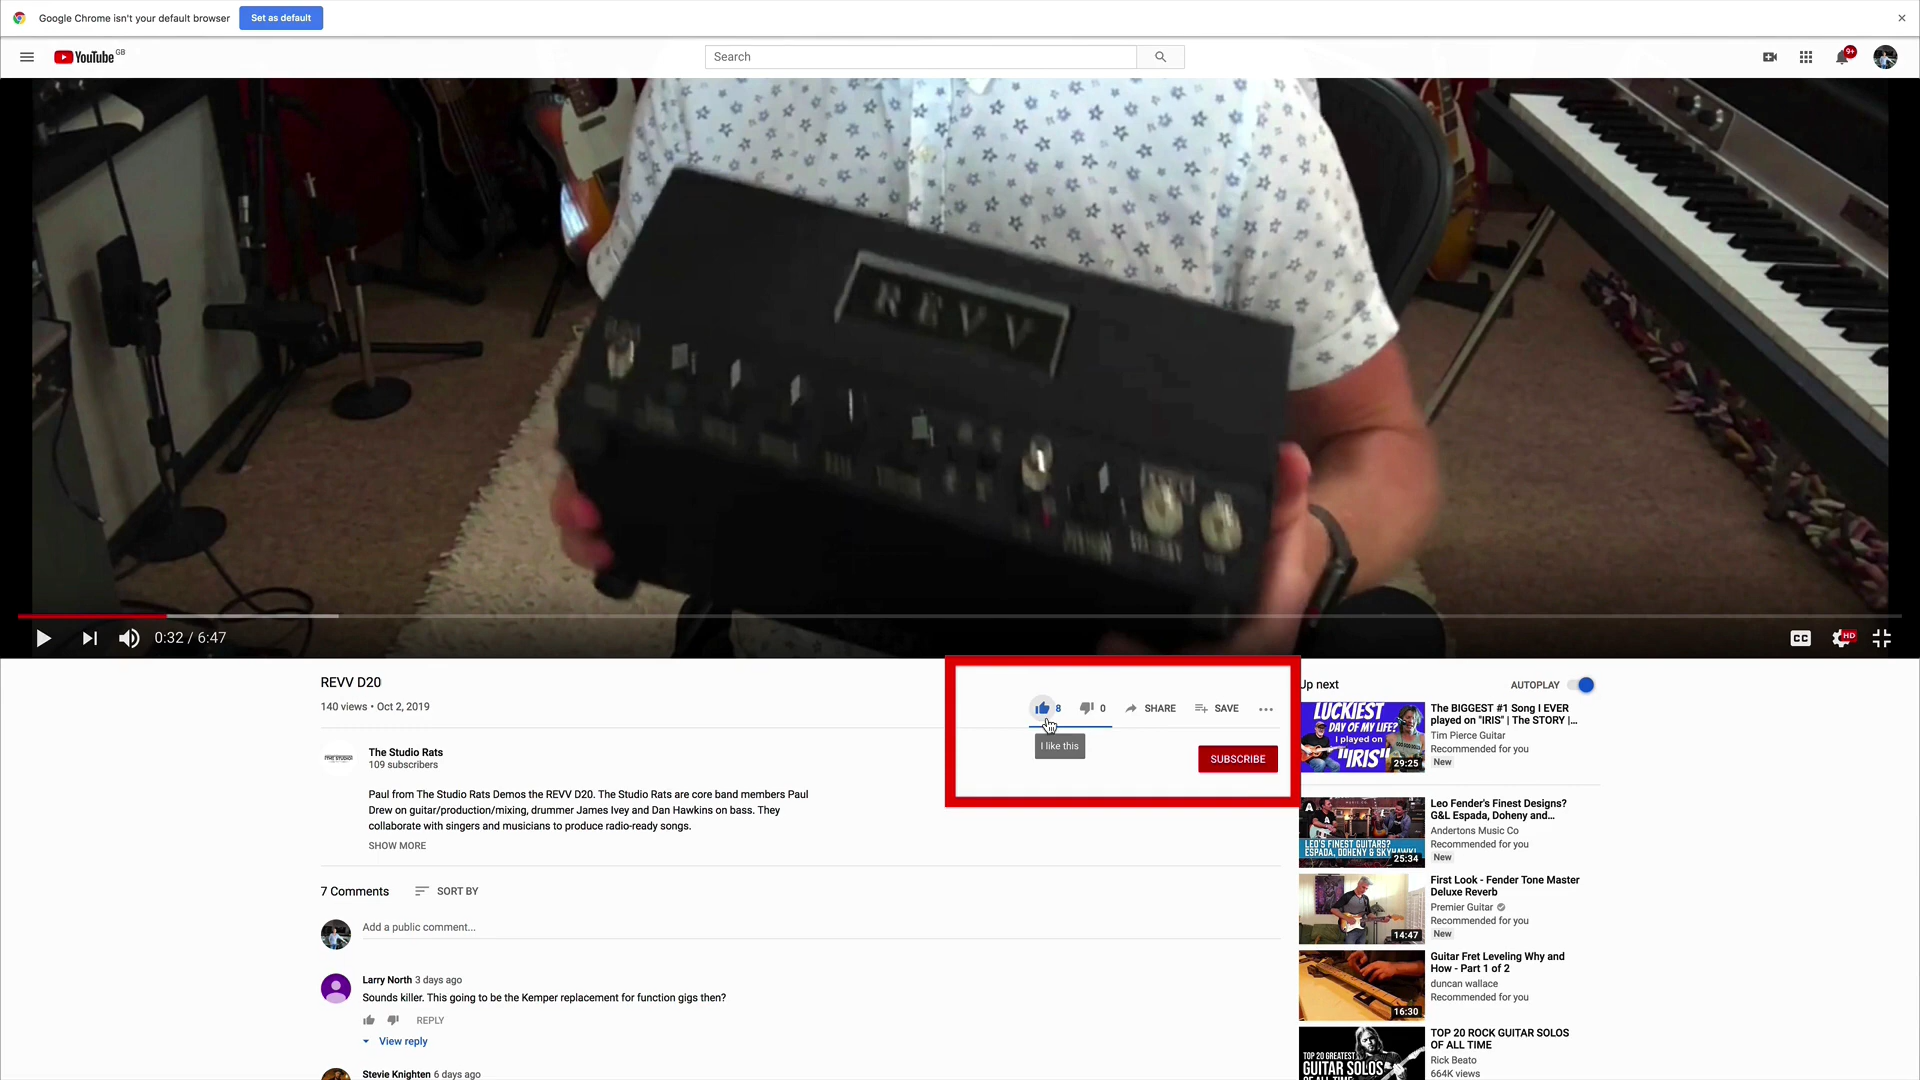 Google Chrome isn't your default browser
Set as default
YouTube GB
Search
9+
REVV
0:32 / 6:47
CC
HD
REVV D20
140 views • Oct 2, 2019
8
0
SHARE
SAVE
I like this
SUBSCRIBE
The Studio Rats
109 subscribers
Paul from The Studio Rats Demos the REVV D20. The Studio Rats are core band members Paul
Drew on guitar/production/mixing, drummer James Ivey and Dan Hawkins on bass. They
collaborate with singers and musicians to produce radio-ready songs.
SHOW MORE
7 Comments
SORT BY
Add a public comment...
Larry North 3 days ago
Sounds killer. This going to be the Kemper replacement for function gigs then?
REPLY
View reply
Stevie Knighten 6 days ago
Up next
AUTOPLAY
LUCKIEST
DAY OF MY LIFE?
I played on
"IRIS"
29:25
The BIGGEST #1 Song I EVER
played on "IRIS" | The STORY |...
Tim Pierce Guitar
Recommended for you
New
LEO'S FINEST GUITARS?
ESPADA, DOHENY & SKYHAWK!
25:34
Leo Fender's Finest Designs?
G&L Espada, Doheny and...
Andertons Music Co
Recommended for you
New
14:47
First Look - Fender Tone Master
Deluxe Reverb
Premier Guitar
Recommended for you
New
16:30
Guitar Fret Leveling Why and
How - Part 1 of 2
duncan wallace
Recommended for you
TOP 20 GREATEST
GUITAR SOLOS
OF ALL TIME
TOP 20 ROCK GUITAR SOLOS
OF ALL TIME
Rick Beato
664K views